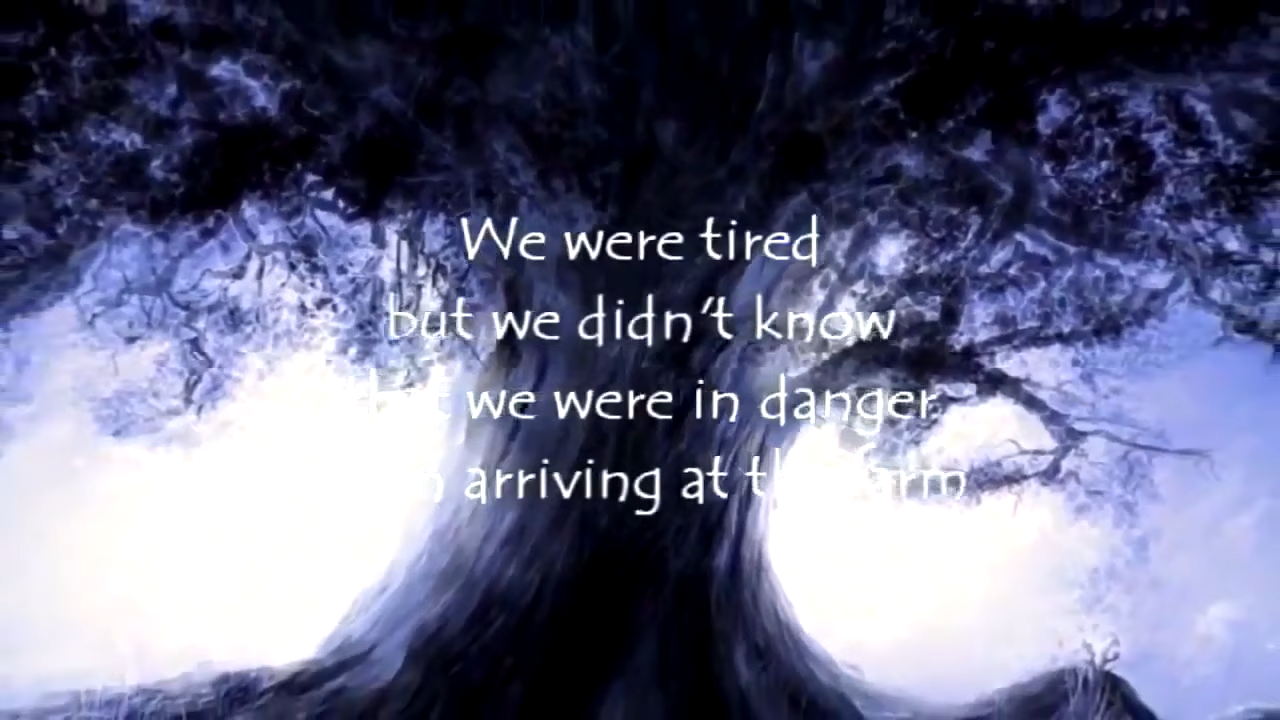 We were tired
but we didn't know
that we were in danger
arriving at the farm